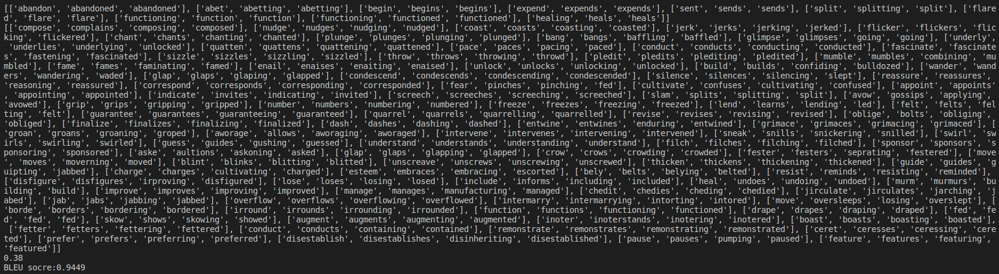 [['abandon', 'abandoned', 'abandoned'], ['abet', 'abetting', 'abetting'], ['begin', 'begins', 'begins'], ['expend', 'expends', 'expends'], ['sent', 'sends', 'sends'], ['split', 'splitting', 'split'], ['flare
d', 'flare', 'flare'], ['functioning', 'function', 'function'], ['functioning', 'functioned', 'functioned'], ['healing', 'heals', 'heals']]
[['compose', 'complains', 'composing', 'composed'], ['nudge', 'nudges', 'nudging', 'nudged'], ['coast', 'coasts', 'coasting', 'coasted'], ['jerk', 'jerks', 'jerking', 'jerked'], ['flicker', 'flickers', 'flic
king', 'flickered'], ['chant', 'chants', 'chanting', 'chanted'], ['plunge', 'plunges', 'plunging', 'plunged'], ['bang', 'bangs', 'baffling', 'baffled'], ['glimpse', 'glimpses', 'going', 'going'], ['underly',
 'underlies', 'underlying', 'unlocked'], ['quatten', 'quattens', 'quattening', 'quattened'], ['pace', 'paces', 'pacing', 'paced'], ['conduct', 'conducts', 'conducting', 'conducted'], ['fascinate', 'fascinate
s', 'fastening', 'fascinated'], ['sizzle', 'sizzles', 'sizzling', 'sizzled'], ['throw', 'throws', 'throwing', 'throwd'], ['pledit', 'pledits', 'plediting', 'pledited'], ['mumble', 'mumbles', 'combining', 'mu
mbled'], ['fame', 'fames', 'faminating', 'famed'], ['enail', 'enaises', 'enaiting', 'enaised'], ['unlock', 'unlocks', 'unlocking', 'unlocked'], ['build', 'builds', 'confiding', 'bulldozed'], ['wander', 'wand
ers', 'wandering', 'waded'], ['glap', 'glaps', 'glaping', 'glapped'], ['condescend', 'condescends', 'condescending', 'condescended'], ['silence', 'silences', 'silencing', 'slept'], ['reassure', 'reassures',
'reasoning', 'reassured'], ['correspond', 'corresponds', 'corresponding', 'corresponded'], ['fear', 'pinches', 'pinching', 'fed'], ['cultivate', 'confuses', 'cultivating', 'confused'], ['appoint', 'appoints'
, 'appointing', 'appointed'], ['indicate', 'invites', 'indicating', 'invited'], ['screech', 'screeches', 'screeching', 'screeched'], ['slam', 'splits', 'splitting', 'split'], ['avow', 'gossips', 'applying',
'avowed'], ['grip', 'grips', 'gripping', 'gripped'], ['number', 'numbers', 'numbering', 'numbered'], ['freeze', 'freezes', 'freezing', 'freezed'], ['lend', 'learns', 'lending', 'led'], ['felt', 'felts', 'fel
ting', 'felt'], ['guarantee', 'guarantees', 'guaranteeing', 'guaranteed'], ['quarrel', 'quarrels', 'quarrelling', 'quarrelled'], ['revise', 'revises', 'revising', 'revised'], ['oblige', 'bolts', 'obliging',
'obliged'], ['finalize', 'finalizes', 'finalizing', 'finalized'], ['dash', 'dashes', 'dashing', 'dashed'], ['entwine', 'entwines', 'enduring', 'entwined'], ['grimace', 'grimaces', 'grimacing', 'grimaced'], [
'groan', 'groans', 'groaning', 'groped'], ['aworage', 'allows', 'aworaging', 'aworaged'], ['intervene', 'intervenes', 'intervening', 'intervened'], ['sneak', 'snills', 'snickering', 'snilled'], ['swirl', 'sw
irls', 'swirling', 'swirled'], ['guess', 'guides', 'gushing', 'guessed'], ['understand', 'understands', 'understanding', 'understand'], ['filch', 'filches', 'filching', 'filched'], ['sponsor', 'sponsors', 's
ponsoring', 'sponsored'], ['aske', 'aultions', 'askoning', 'asked'], ['glap', 'glaps', 'glapping', 'glapped'], ['crow', 'crows', 'crowding', 'crowded'], ['fester', 'festers', 'seprating', 'festered'], ['move
', 'moves', 'moverning', 'moved'], ['blint', 'blinks', 'blitting', 'blitted'], ['unscreave', 'unscrews', 'unscrewing', 'unscrewed'], ['thicken', 'thickens', 'thickening', 'thickened'], ['guide', 'guides', 'g
uipting', 'jabbed'], ['charge', 'charges', 'cultivating', 'charged'], ['esteem', 'embraces', 'embracing', 'escorted'], ['bely', 'belts', 'belying', 'belted'], ['resist', 'reminds', 'resisting', 'reminded'],
['disfigure', 'disfigures', 'irproving', 'disfigured'], ['lose', 'loses', 'losing', 'losed'], ['include', 'informs', 'including', 'included'], ['heal', 'undoes', 'undoing', 'undoed'], ['murm', 'murmurs', 'bu
ilding', 'build'], ['improve', 'improves', 'improving', 'improved'], ['manage', 'manages', 'manufacturing', 'managed'], ['chedit', 'chedies', 'cheding', 'chedied'], ['jirculate', 'jirculates', 'jarching', 'j
abed'], ['jab', 'jabs', 'jabbing', 'jabbed'], ['overflow', 'overflows', 'overflowing', 'overflowed'], ['intermarry', 'intermarrying', 'intorting', 'intored'], ['move', 'oversleeps', 'losing', 'overslept'], [
'borde', 'borders', 'bordering', 'bordered'], ['irround', 'irrounds', 'irrounding', 'irrounded'], ['function', 'functions', 'functioning', 'functioned'], ['drape', 'drapes', 'draping', 'draped'], ['fed', 'fe
d', 'fed', 'fed'], ['skow', 'shows', 'skowing', 'showed'], ['augment', 'augments', 'augmenting', 'augmented'], ['inoter', 'inoterstands', 'inotering', 'inotered'], ['boast', 'boasts', 'boasting', 'boasted'],
 ['fetter', 'fetters', 'fettering', 'fettered'], ['conduct', 'conducts', 'containing', 'contained'], ['remonstrate', 'remonstrates', 'remonstrating', 'remonstrated'], ['ceret', 'ceresses', 'ceressing', 'cere
ted'], ['prefer', 'prefers', 'preferring', 'preferred'], ['disestablish', 'disestablishes', 'disinheriting', 'disestablished'], ['pause', 'pauses', 'pumping', 'paused'], ['feature', 'features', 'featuring',
'featured']]
0.38
BLEU socre:0.9449